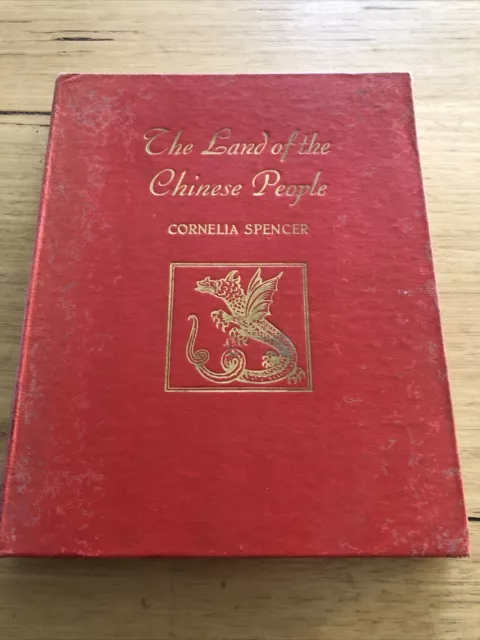 The Land of the
Chinese People
CORNELIA SPENCER